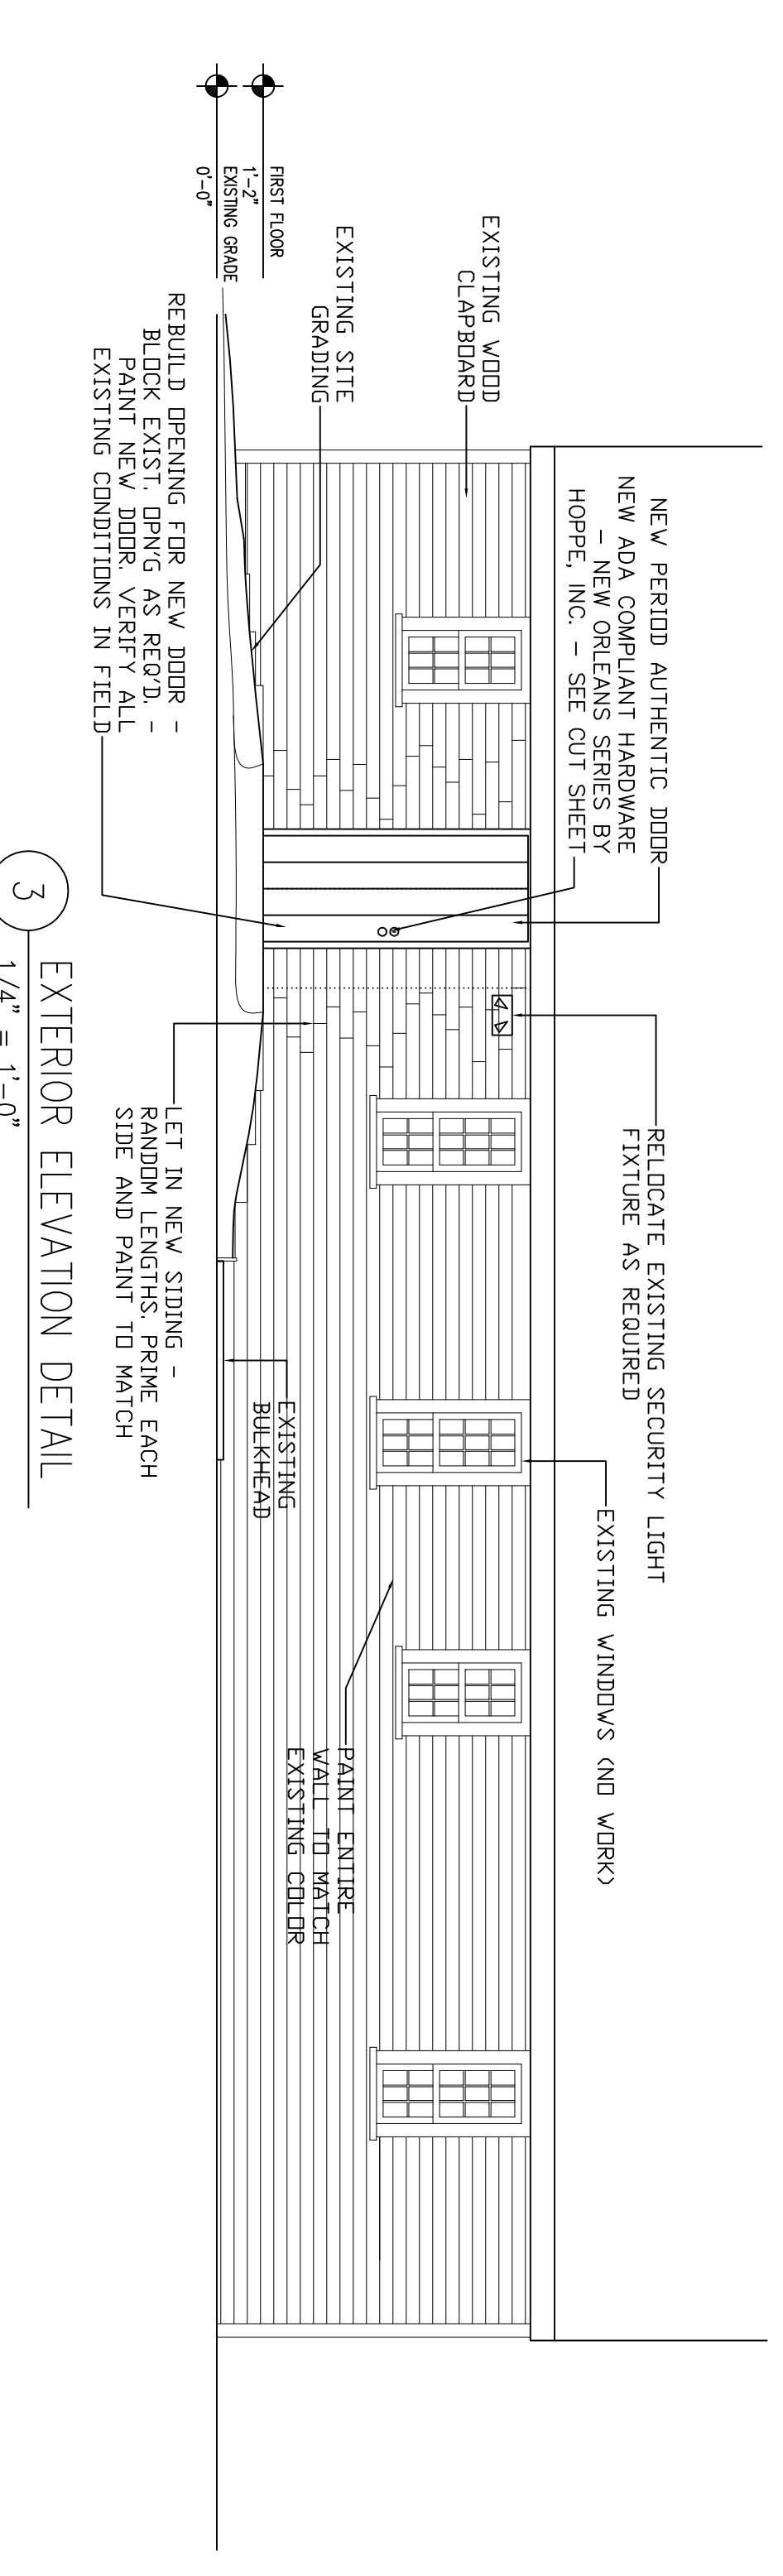 FIRST FLOOR
1'-2"
EXISTING GRADE
0'-0"
EXISTING WOOD
CLAPBOARD
EXISTING SITE
GRADING
REBUILD OPENING FOR NEW DOOR -
BLOCK EXIST. OPN'G AS REQ'D. -
PAINT NEW DOOR. VERIFY ALL
EXISTING CONDITIONS IN FIELD
NEW PERIOD AUTHENTIC DOOR
NEW ADA COMPLIANT HARDWARE
- NEW ORLEANS SERIES BY
HOPPE, INC. - SEE CUT SHEET
RELOCATE EXISTING SECURITY LIGHT
FIXTURE AS REQUIRED
EXISTING WINDOWS (NO WORK)
LET IN NEW SIDING -
RANDOM LENGTHS. PRIME EACH
SIDE AND PAINT TO MATCH
EXISTING
BULKHEAD
PAINT ENTIRE
WALL TO MATCH
EXISTING COLOR
3
EXTERIOR ELEVATION DETAIL
1/4" = 1'-0"